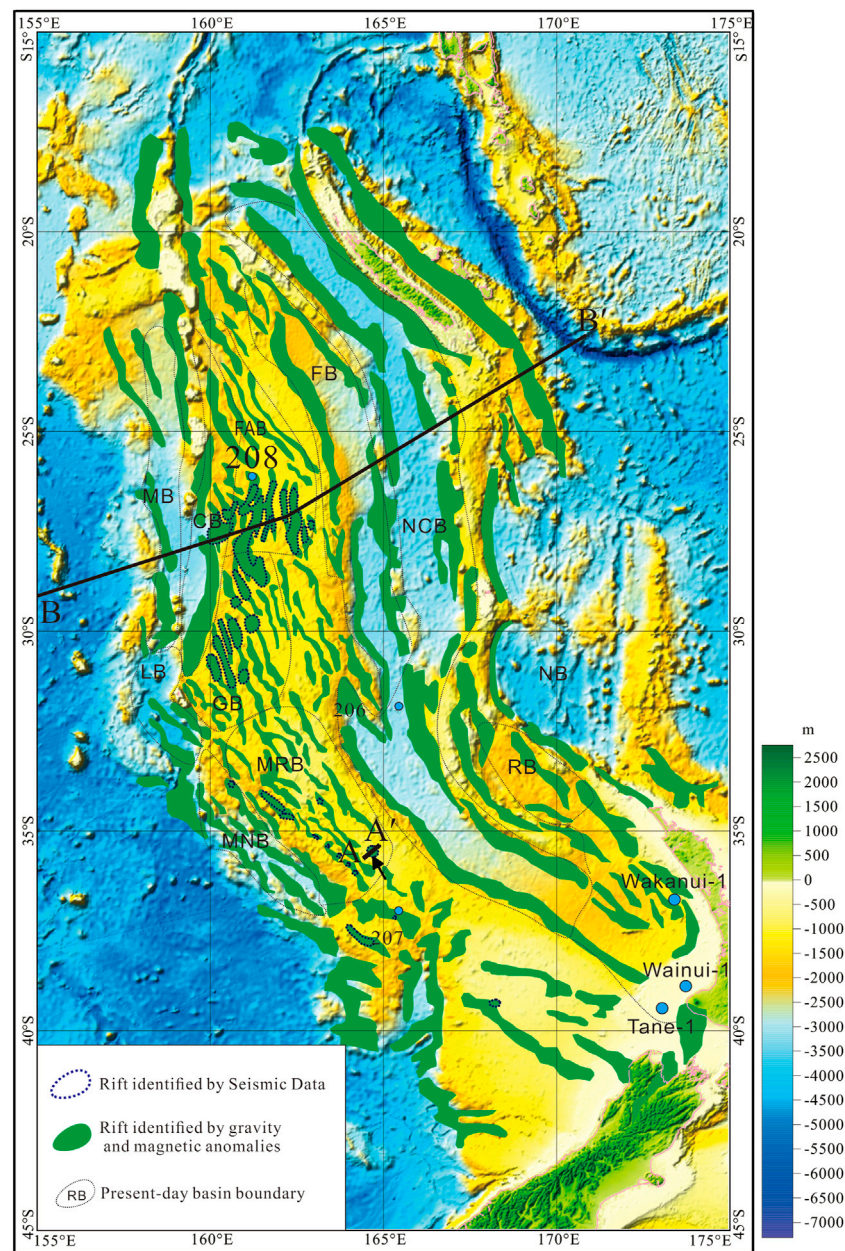 155°E 160°E 165°E 170°E 175°E
S15° S15°
20°S 20°S
B′
FB
25°S 25°S
FAB
208
MB
CB
NCB
B
30°S 30°S
LB
NB
GB
206
MRB
RB
m
2500
2000
1500
1000
500
0
-500
-1000
-1500
-2000
-2500
-3000
-3500
-4000
-4500
-5000
-5500
-6000
-6500
-7000
35°S 35°S
MNB
A A′
Wakanui-1
207
Wainui-1
Tane-1
40°S 40°S
Rift identified by Seismic Data
Rift identified by gravity
and magnetic anomalies
RB Present-day basin boundary
45°S 45°S
155°E 160°E 165°E 170°E 175°E